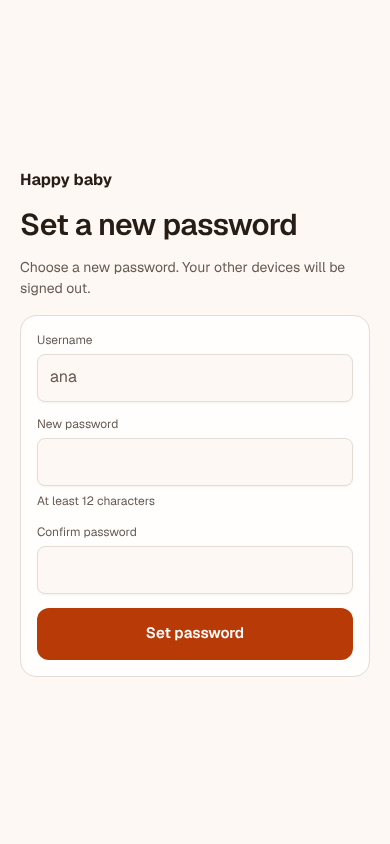 Happy baby
Set a new password
Choose a new password. Your other devices will be
signed out.
Username
ana
New password
At least 12 characters
Confirm password
Set password